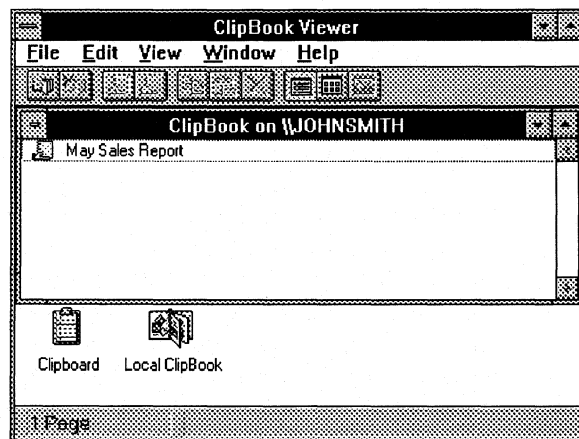 ClipBook Viewer
File Edit View Window Help
ClipBook on \\JOHNSMITH
May Sales Report
Clipboard Local ClipBook
1 Page